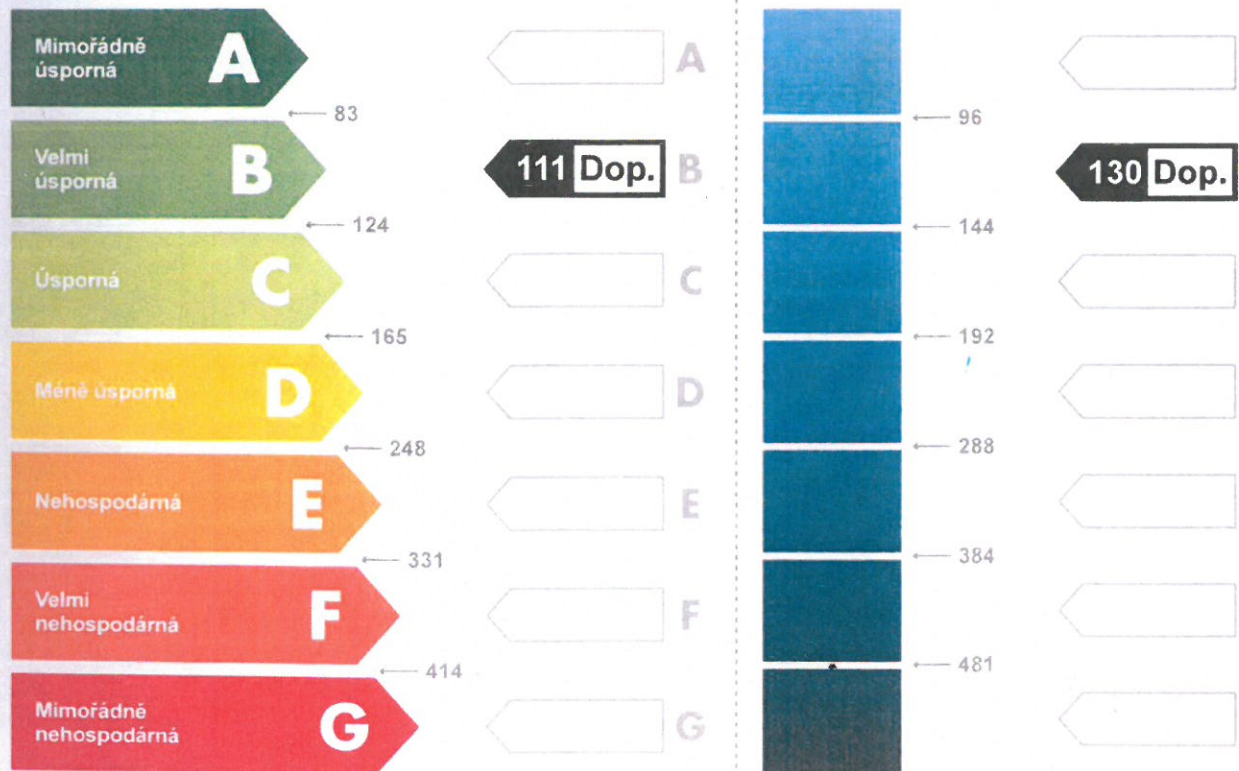 Mimořádně
úsporná
A
A
← 83
← 96
Velmi
úsporná
B
111 Dop.
B
130 Dop.
← 124
← 144
Úsporná
C
C
← 165
← 192
Méně úsporná
D
D
← 248
← 288
Nehospodárná
E
E
← 331
← 384
Velmi
nehospodárná
F
F
← 414
← 481
Mimořádně
nehospodárná
G
G